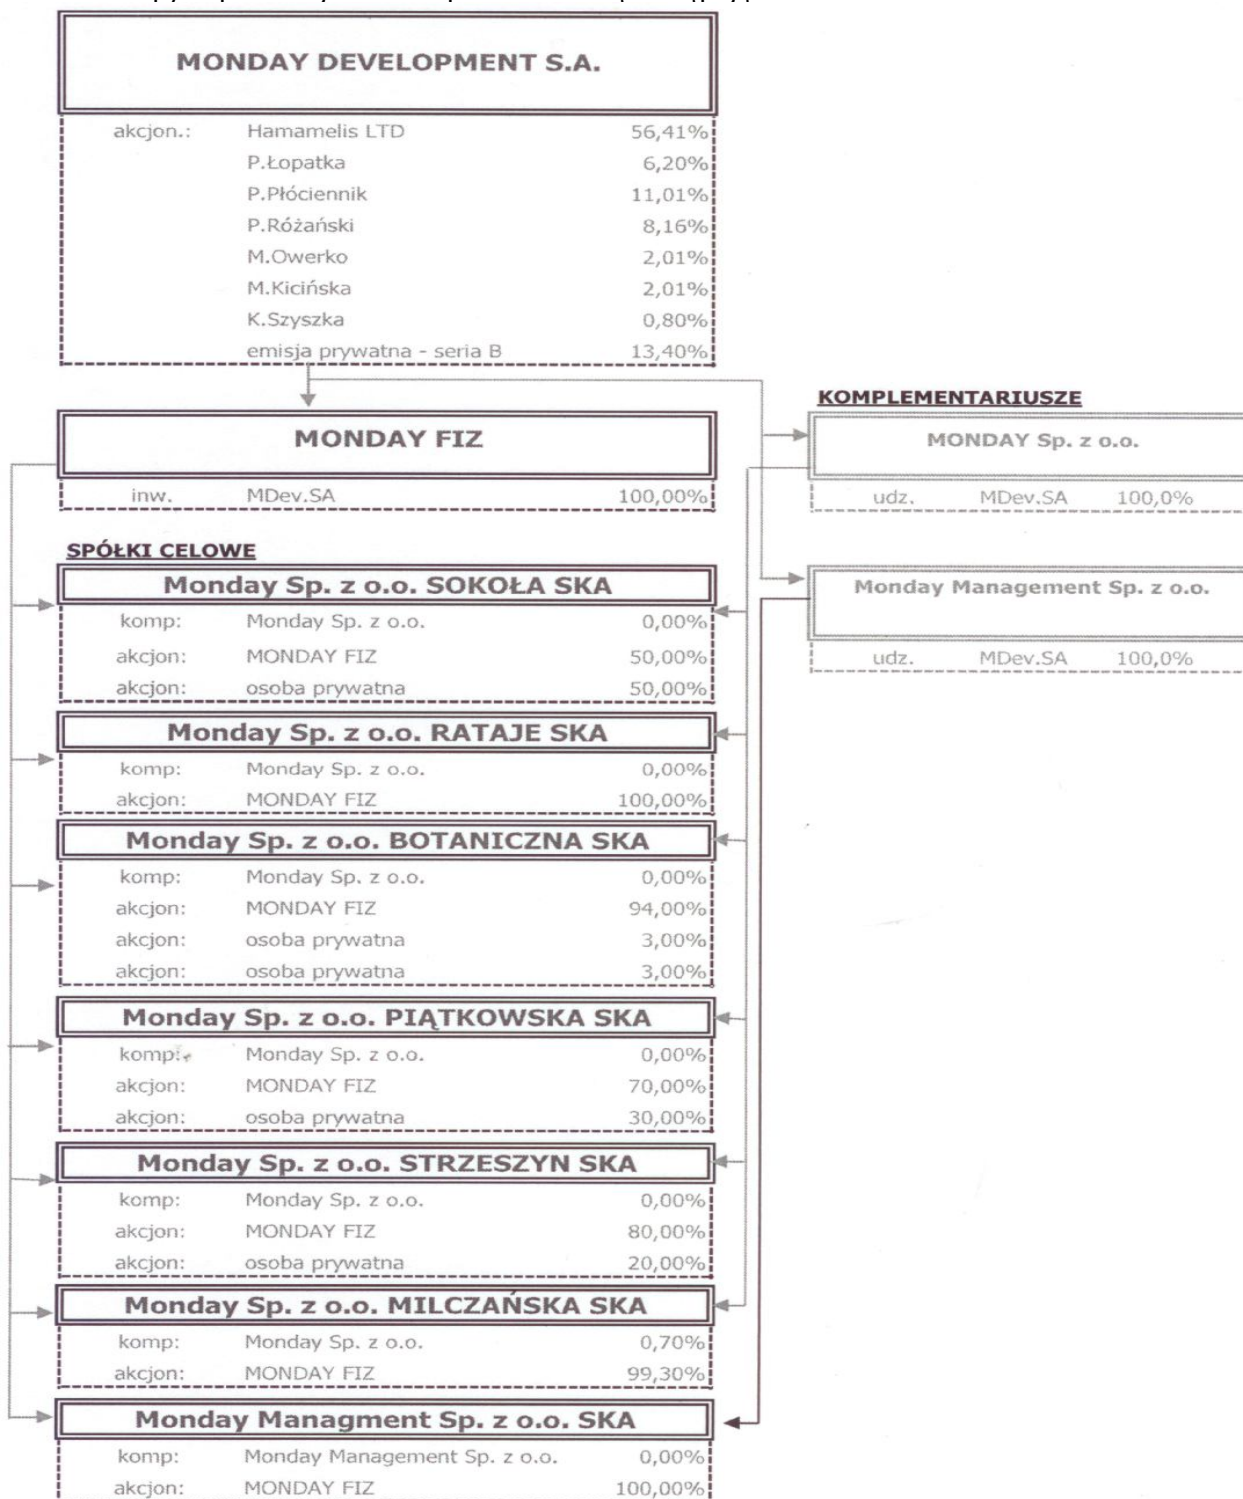 MONDAY DEVELOPMENT S.A.
akcjon.: Hamamelis LTD 56,41%
P.Łopatka 6,20%
P.Płóciennik 11,01%
P.Różański 8,16%
M.Owerko 2,01%
M.Kicińska 2,01%
K.Szyszka 0,80%
emisja prywatna - seria B 13,40%
MONDAY FIZ
inw. MDev.SA 100,00%
KOMPLEMENTARIUSZE
MONDAY Sp. z o.o.
udz. MDev.SA 100,0%
Monday Management Sp. z o.o.
udz. MDev.SA 100,0%
SPÓŁKI CELOWE
Monday Sp. z o.o. SOKOŁA SKA
komp: Monday Sp. z o.o. 0,00%
akcjon: MONDAY FIZ 50,00%
akcjon: osoba prywatna 50,00%
Monday Sp. z o.o. RATAJE SKA
komp: Monday Sp. z o.o. 0,00%
akcjon: MONDAY FIZ 100,00%
Monday Sp. z o.o. BOTANICZNA SKA
komp: Monday Sp. z o.o. 0,00%
akcjon: MONDAY FIZ 94,00%
akcjon: osoba prywatna 3,00%
akcjon: osoba prywatna 3,00%
Monday Sp. z o.o. PIĄTKOWSKA SKA
komp: Monday Sp. z o.o. 0,00%
akcjon: MONDAY FIZ 70,00%
akcjon: osoba prywatna 30,00%
Monday Sp. z o.o. STRZESZYN SKA
komp: Monday Sp. z o.o. 0,00%
akcjon: MONDAY FIZ 80,00%
akcjon: osoba prywatna 20,00%
Monday Sp. z o.o. MILCZAŃSKA SKA
komp: Monday Sp. z o.o. 0,70%
akcjon: MONDAY FIZ 99,30%
Monday Managment Sp. z o.o. SKA
komp: Monday Management Sp. z o.o. 0,00%
akcjon: MONDAY FIZ 100,00%